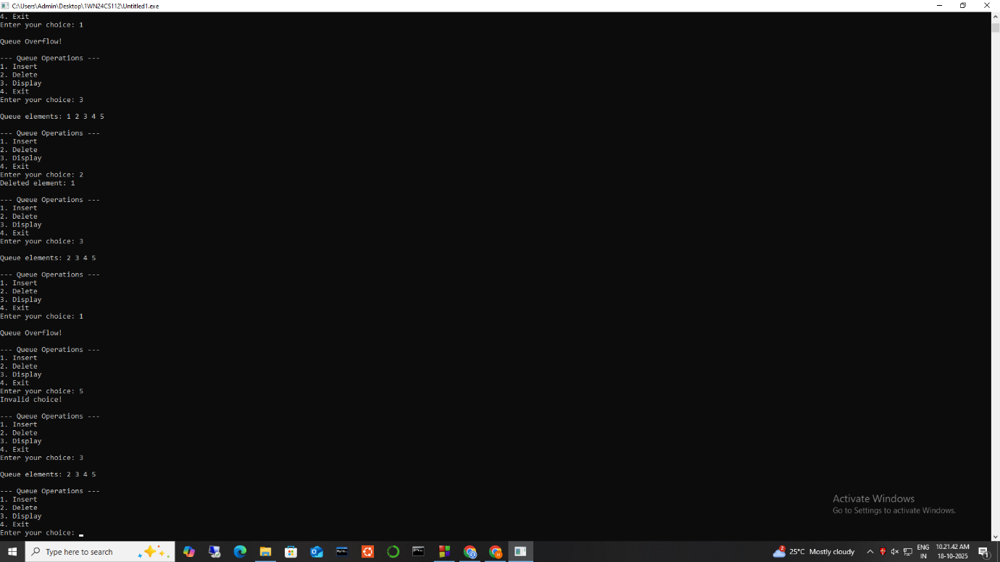 C:\Users\Admin\Desktop\1WN24CS112\Untitled1.exe
4. Exit
Enter your choice: 1
Queue Overflow!
--- Queue Operations ---
1. Insert
2. Delete
3. Display
4. Exit
Enter your choice: 3
Queue elements: 1 2 3 4 5
--- Queue Operations ---
1. Insert
2. Delete
3. Display
4. Exit
Enter your choice: 2
Deleted element: 1
--- Queue Operations ---
1. Insert
2. Delete
3. Display
4. Exit
Enter your choice: 3
Queue elements: 2 3 4 5
--- Queue Operations ---
1. Insert
2. Delete
3. Display
4. Exit
Enter your choice: 1
Queue Overflow!
--- Queue Operations ---
1. Insert
2. Delete
3. Display
4. Exit
Enter your choice: 5
Invalid choice!
--- Queue Operations ---
1. Insert
2. Delete
3. Display
4. Exit
Enter your choice: 3
Queue elements: 2 3 4 5
--- Queue Operations ---
1. Insert
2. Delete
3. Display
4. Exit
Enter your choice:
Activate Windows
Go to Settings to activate Windows.
Type here to search
2
25°C Mostly cloudy
ENG
IN
10.21.42 AM
18-10-2025
1